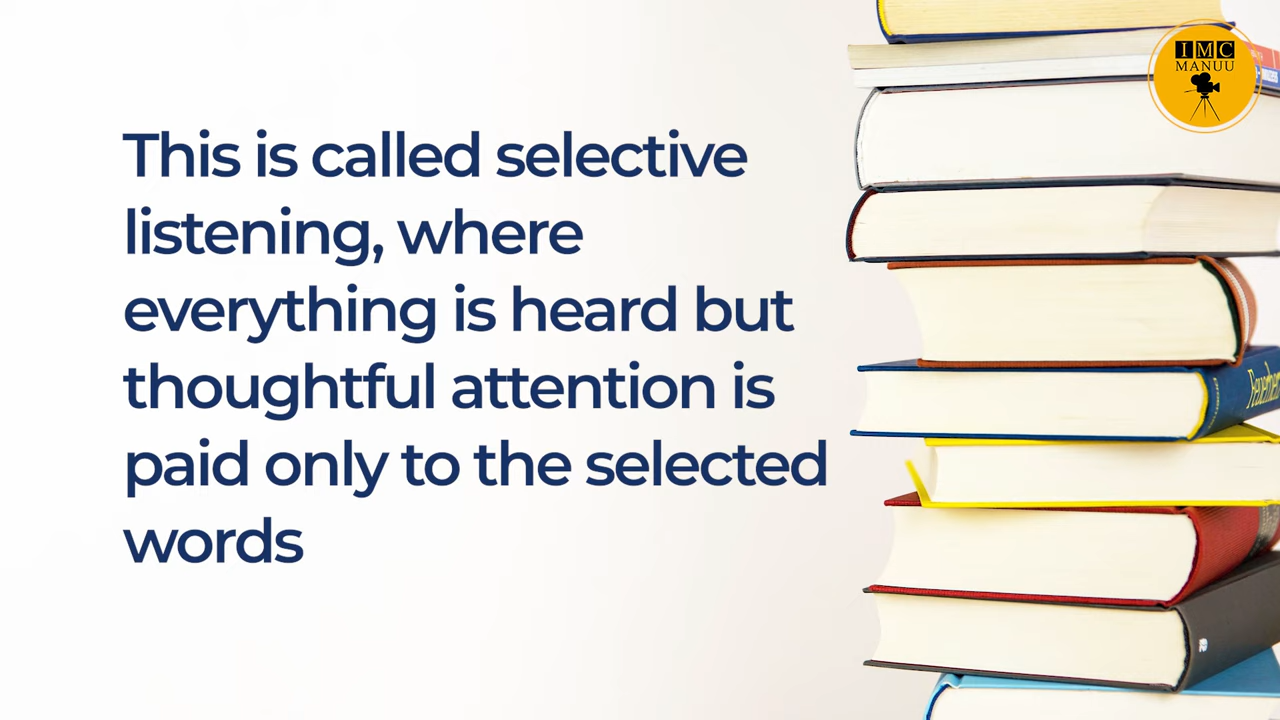 This is called selective
listening, where
everything is heard but
thoughtful attention is
paid only to the selected
words
IMC
MANUU